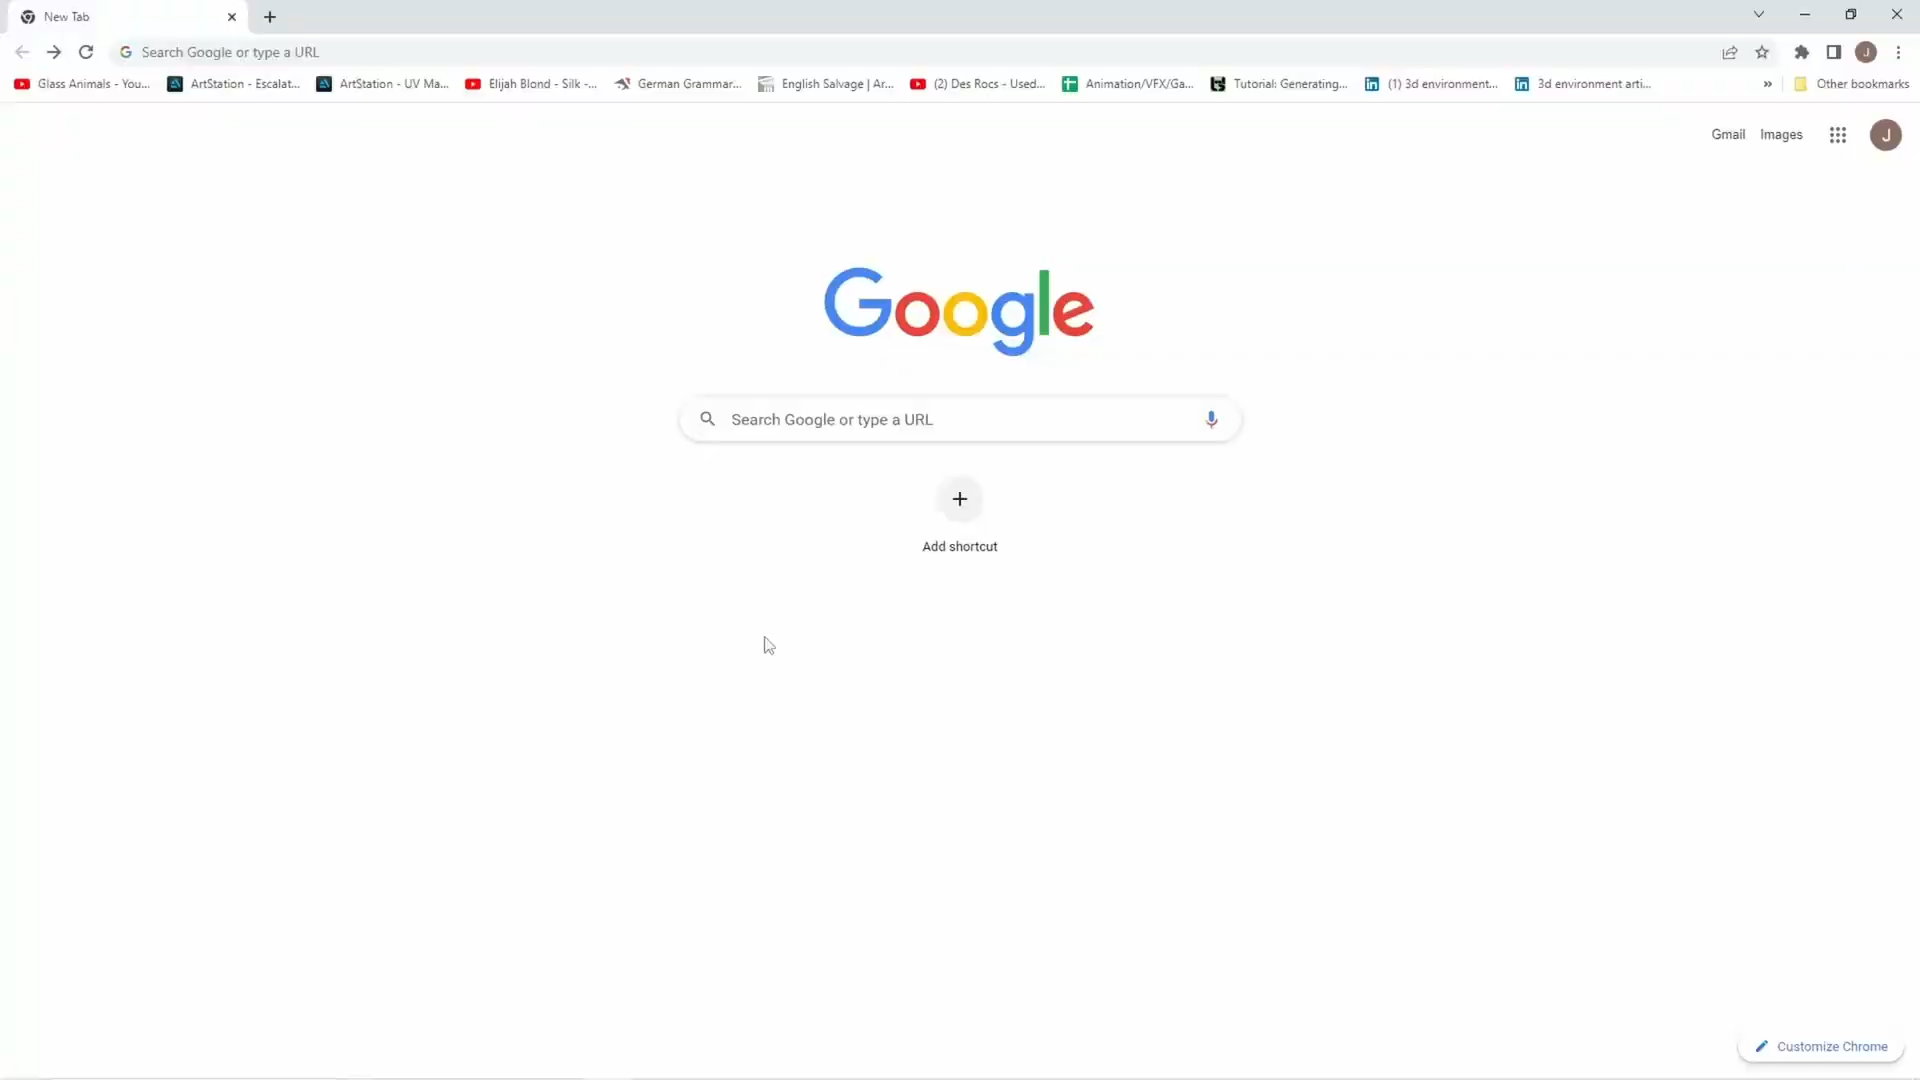 New Tab
Search Google or type a URL
Glass Animals - You...
ArtStation - Escalat...
ArtStation - UV Ma...
Elijah Blond - Silk -...
German Grammar...
English Salvage | Ar...
(2) Des Rocs - Used...
Animation/VFX/Ga...
Tutorial: Generating...
(1) 3d environment...
3d environment arti...
»
Other bookmarks
J
Gmail
Images
J
Google
Search Google or type a URL
Add shortcut
Customize Chrome